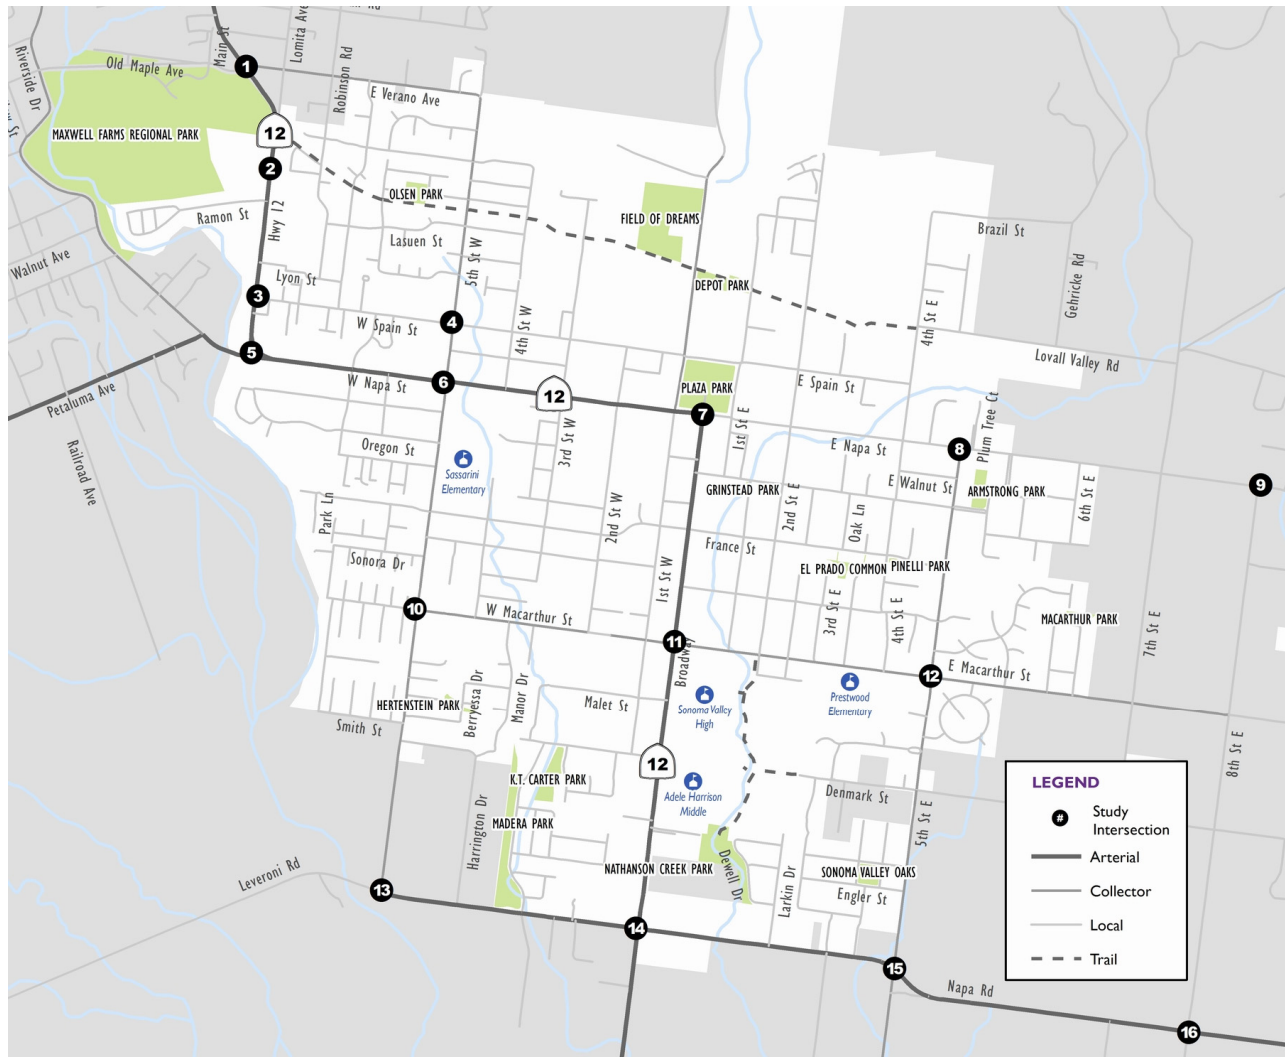 Riverside Dr
Main St
Lomita Ave
Robinson Rd
Old Maple Ave
1
E Verano Ave
MAXWELL FARMS REGIONAL PARK
12
2
OLSEN PARK
Ramon St
Hwy 12
Lasuen St
5th St W
FIELD OF DREAMS
Brazil St
Gehricke Rd
Walnut Ave
Lyon St
3
DEPOT PARK
W Spain St
4
4th St W
4th St E
5
Lovall Valley Rd
W Napa St
6
12
PLAZA PARK
E Spain St
Petaluma Ave
7
1st St E
Plum Tree Ct
Railroad Ave
Oregon St
3rd St W
E Napa St
8
Sassarini
Elementary
9
E Walnut St
GRINSTEAD PARK
ARMSTRONG PARK
6th St E
Park Ln
2nd St W
2nd St E
Oak Ln
France St
Sonora Dr
EL PRADO COMMON
PINELLI PARK
1st St W
10
W Macarthur St
3rd St E
4th St E
MACARTHUR PARK
7th St E
11
Broadway
E Macarthur St
12
Prestwood
Elementary
Sonoma Valley
High
Berryessa Dr
Manor Dr
Malet St
HERTENSTEIN PARK
Smith St
8th St E
12
K.T. CARTER PARK
Adele Harrison
Middle
Denmark St
5th St E
Harrington Dr
MADERA PARK
NATHANSON CREEK PARK
Dewell Dr
Larkin Dr
SONOMA VALLEY OAKS
Engler St
Leveroni Rd
13
14
15
Napa Rd
16
LEGEND
#
Study
Intersection
Arterial
Collector
Local
Trail